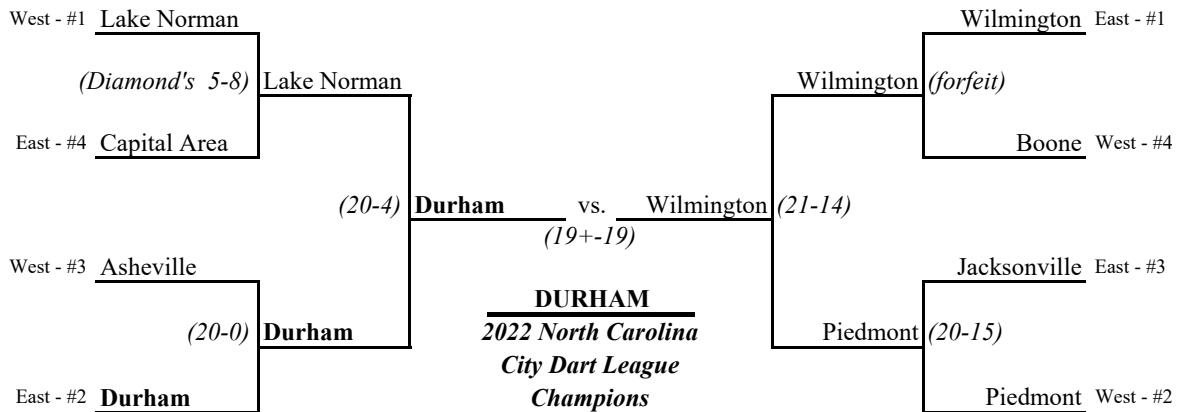 West - #1 Lake Norman Wilmington East - #1
(Diamond's 5-8) Lake Norman Wilmington (forfeit)
East - #4 Capital Area Boone West - #4
(20-4) Durham vs. Wilmington (21-14)
(19+-19)
West - #3 Asheville Jacksonville East - #3
DURHAM
(20-0) Durham 2022 North Carolina Piedmont (20-15)
City Dart League
East - #2 Durham Champions Piedmont West - #2